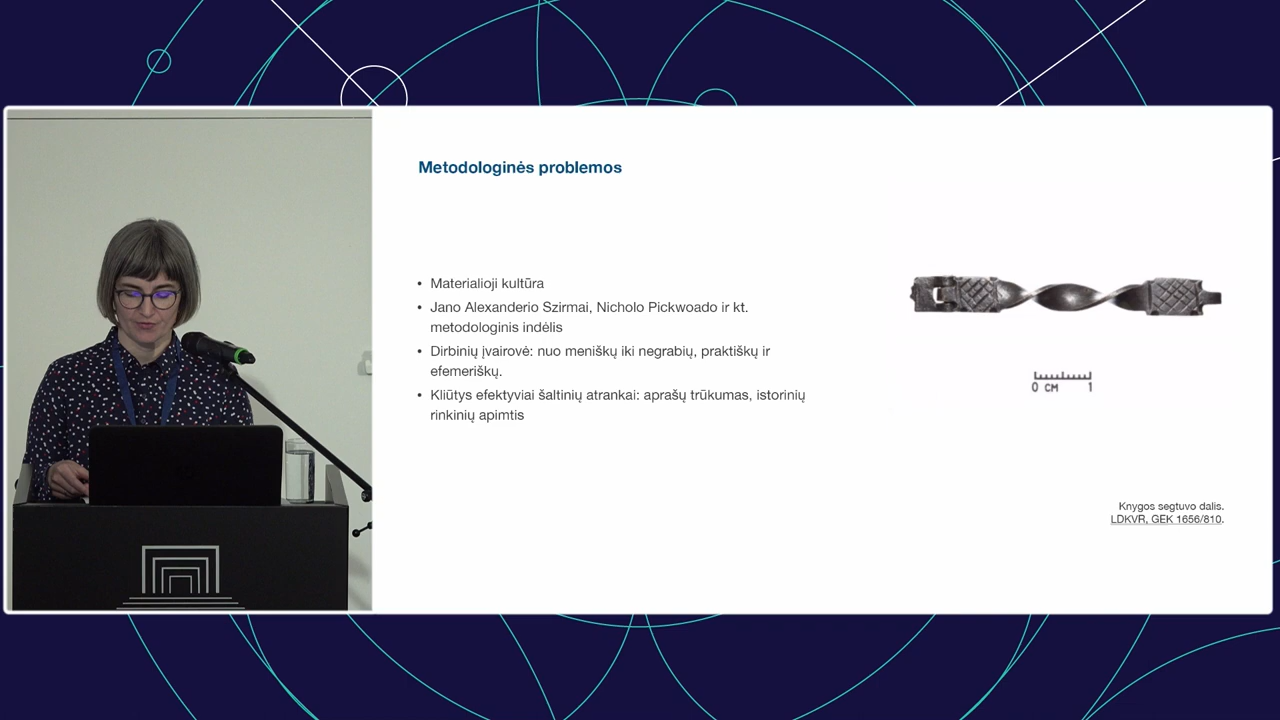 Metodologinės problemos
• Materialioji kultūra
• Jano Alexanderio Szirmai, Nicholo Pickwoado ir kt.
metodologinis indėlis
• Dirbinių įvairovė: nuo meniškų iki negrabių, praktiškų ir
efemeriškų.
• Kliūtys efektyviai šaltinių atrankai: aprašų trūkumas, istorinių
rinkinių apimtis
0 CM 1
Knygos segtuvo dalis.
LDKVR, GEK 1656/810.